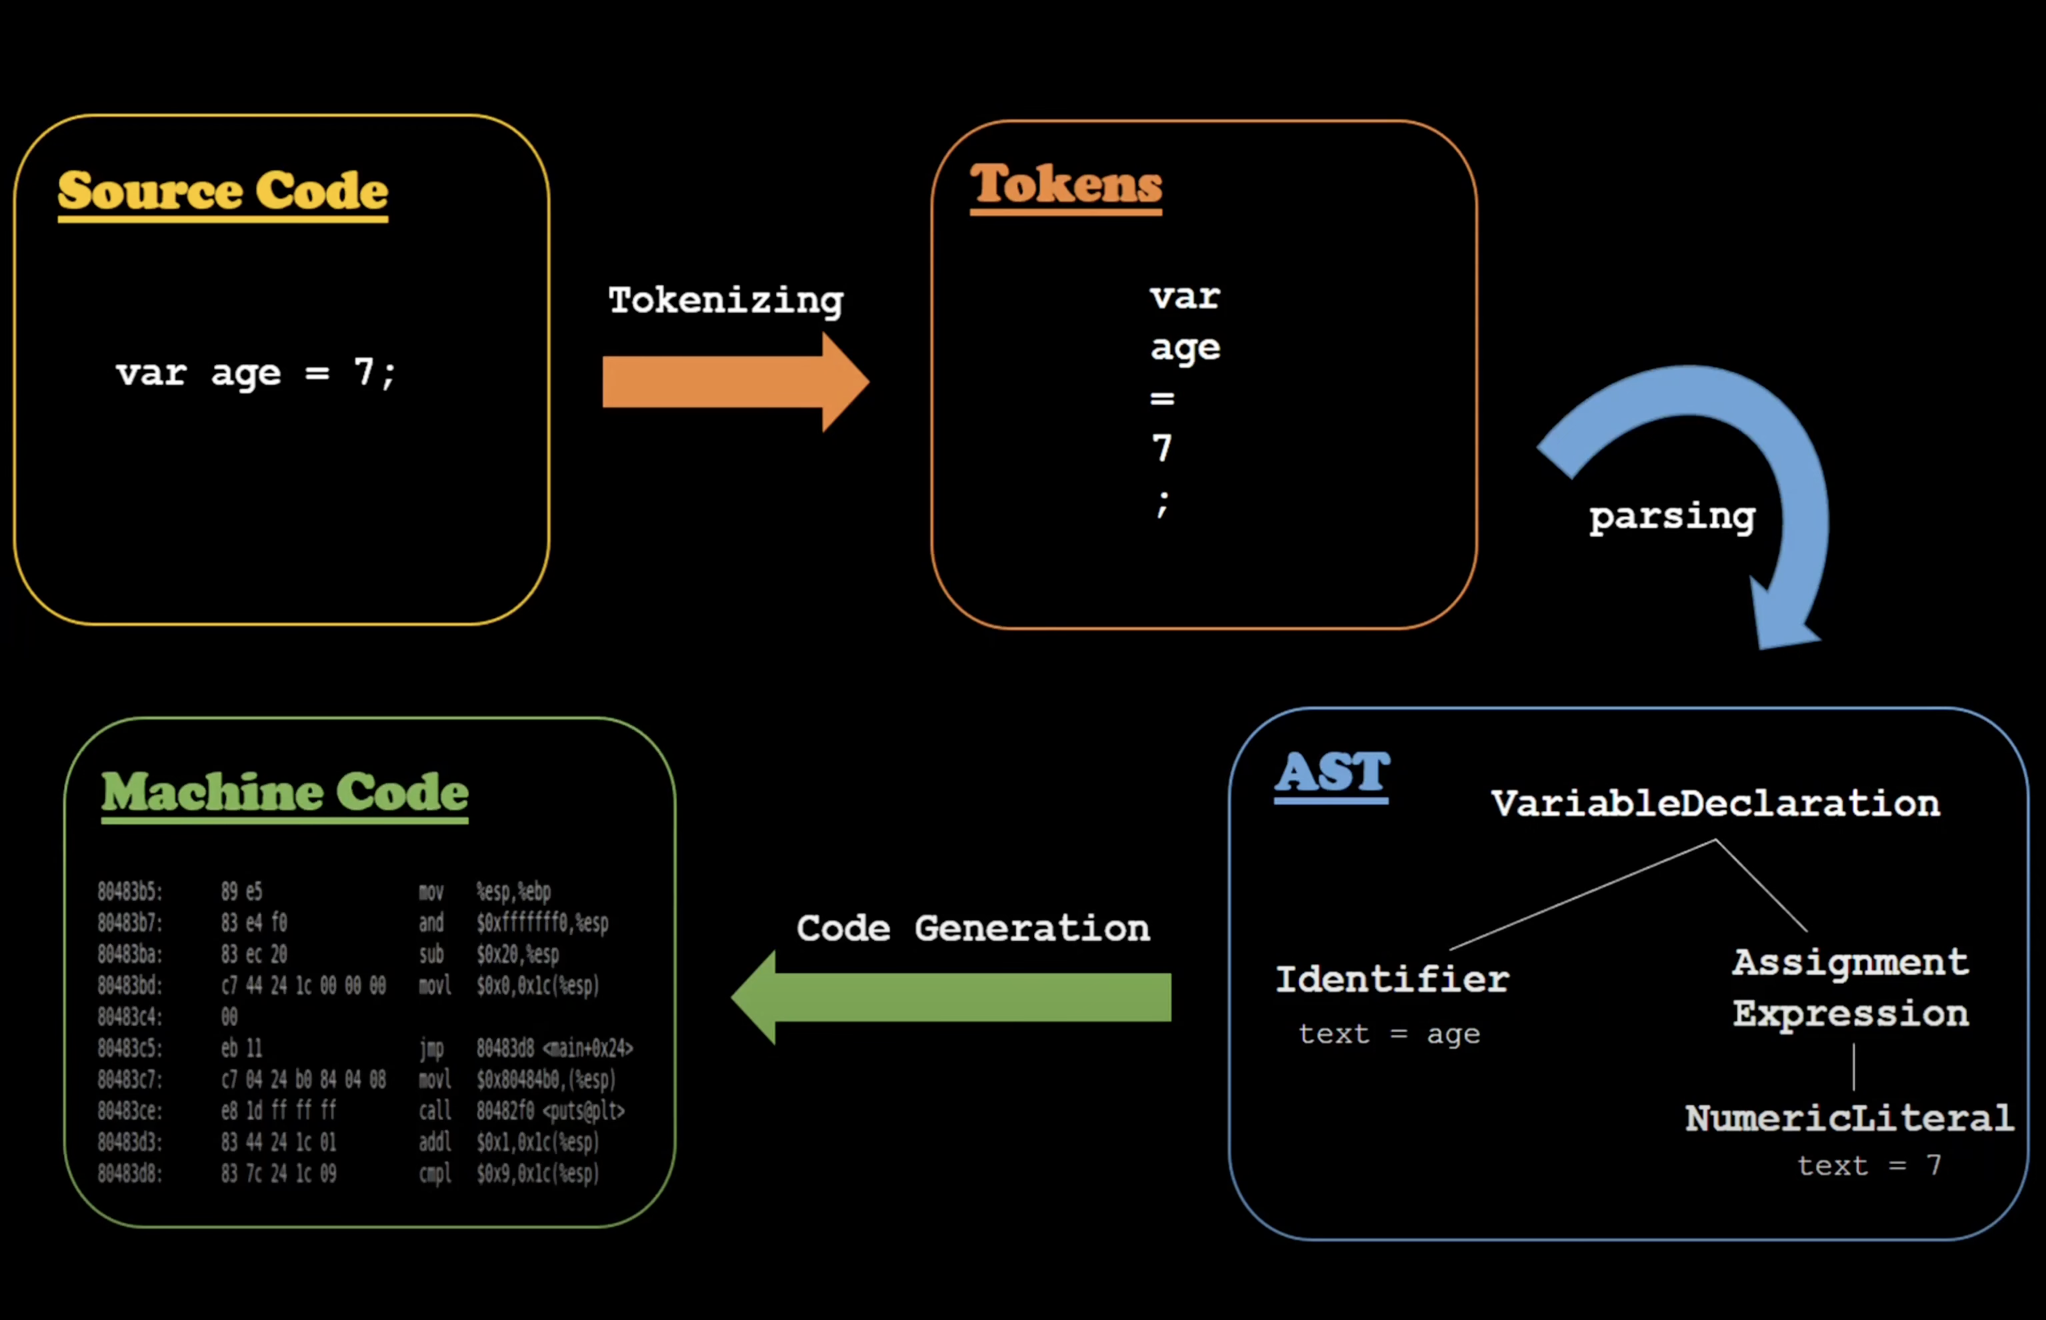 Source Code
var age = 7;
Tokenizing
Tokens
var
age
=
7
;
parsing
AST
VariableDeclaration
Identifier
text = age
Assignment
Expression
NumericLiteral
text = 7
Code Generation
Machine Code
80483b5: 89 e5 mov %esp,%ebp
80483b7: 83 e4 f0 and $0xfffffff0,%esp
80483ba: 83 ec 20 sub $0x20,%esp
80483bd: c7 44 24 1c 00 00 00 movl $0x0,0x1c(%esp)
80483c4: 00
80483c5: eb 11 jmp 80483d8 <main+0x24>
80483c7: c7 04 24 b0 84 04 08 movl $0x80484b0,(%esp)
80483ce: e8 1d ff ff ff call 80482f0 <puts@plt>
80483d3: 83 44 24 1c 01 addl $0x1,0x1c(%esp)
80483d8: 83 7c 24 1c 09 cmpl $0x9,0x1c(%esp)